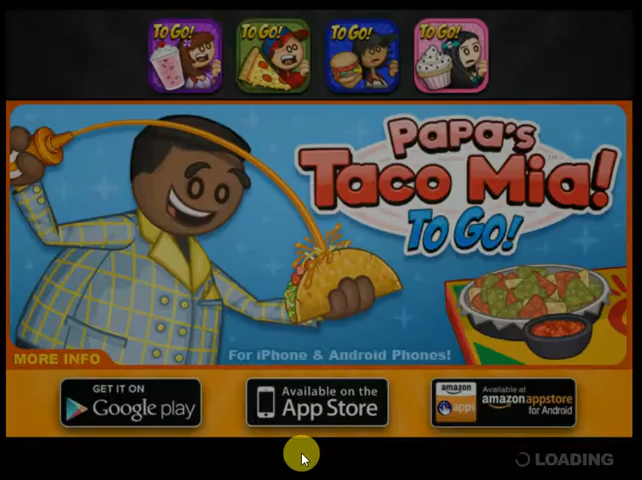 TO GO! TO GO! TO GO! TO GO!
PAPA'S
Taco Mia!
To Go!
MORE INFO
For iPhone & Android Phones!
GET IT ON
Google play
Available on the
App Store
amazon
apps
Available at
amazonappstore
for Android
LOADING